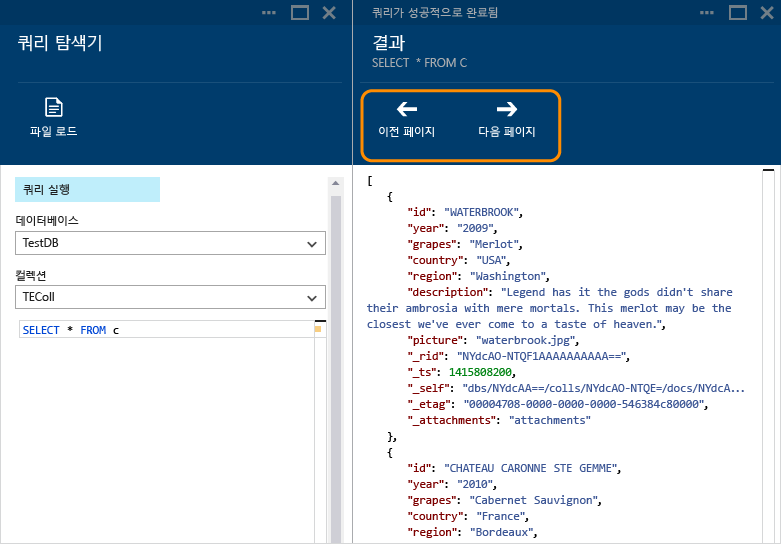 쿼리 탐색기
파일 로드
쿼리 실행
데이터베이스
TestDB
컬렉션
TEColl
SELECT * FROM c
쿼리가 성공적으로 완료됨
결과
SELECT * FROM C
이전 페이지
다음 페이지
[
{
"id": "WATERBROOK",
"year": "2009",
"grapes": "Merlot",
"country": "USA",
"region": "Washington",
"description": "Legend has it the gods didn't share
their ambrosia with mere mortals. This merlot may be the
closest we've ever come to a taste of heaven.",
"picture": "waterbrook.jpg",
"_rid": "NYdcAO-NTQF1AAAAAAAAAA==",
"_ts": 1415808200,
"_self": "dbs/NYdcAA==/colls/NYdcAO-NTQE=/docs/NYdcA...
"_etag": "00004708-0000-0000-0000-546384c80000",
"_attachments": "attachments"
},
{
"id": "CHATEAU CARONNE STE GEMME",
"year": "2010",
"grapes": "Cabernet Sauvignon",
"country": "France",
"region": "Bordeaux",